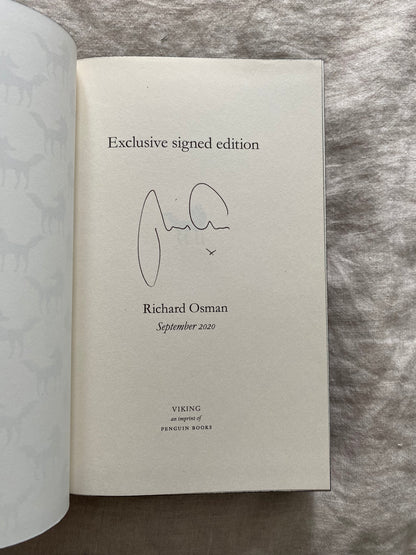 Exclusive signed edition
Richard Osman
September 2020
VIKING
an imprint of
PENGUIN BOOKS